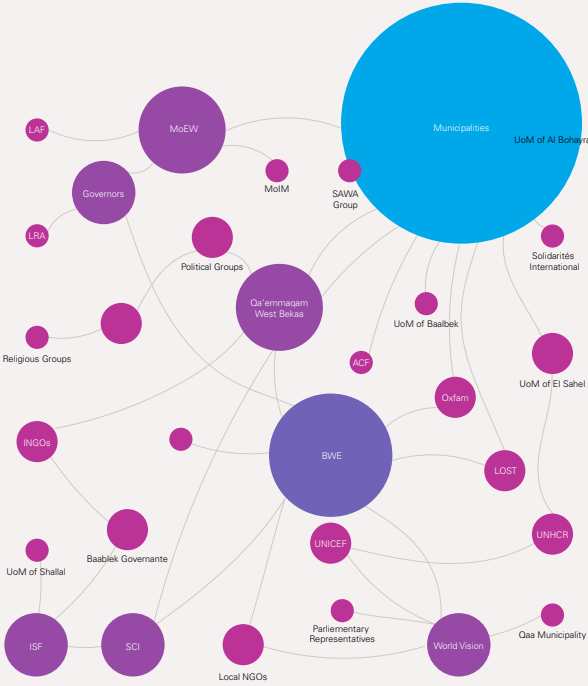 LAF
MoEW
Municipalities
UoM of Al Bohayra
MoIM
SAWA
Group
Governors
LRA
Political Groups
Solidarités
International
Qa'emmaqam
West Bekaa
UoM of Baalbek
Religious Groups
ACF
UoM of El Sahel
Oxfam
INGOs
BWE
LOST
Baablek Governante
UNICEF
UNHCR
UoM of Shallal
Parliementary
Representatives
Qaa Municipality
ISF
SCI
Local NGOs
World Vision